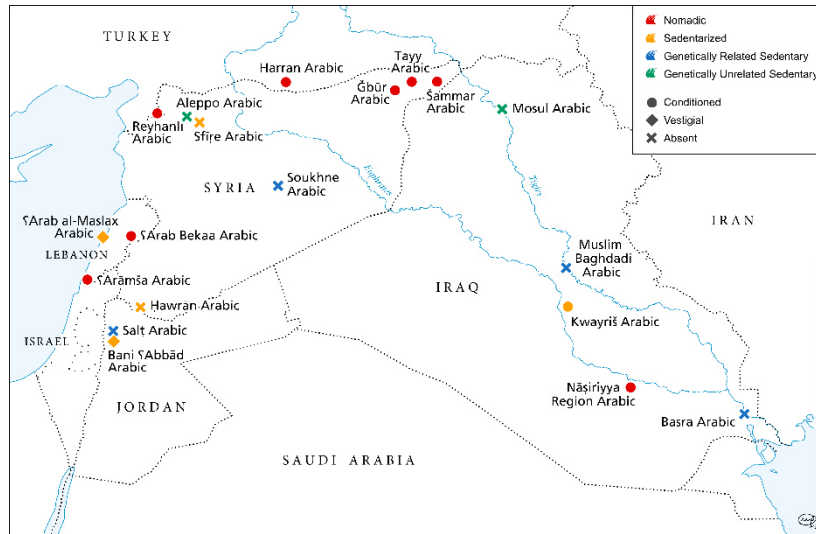 TURKEY
Harran Arabic
Tayy
Arabic
Ǧbūr
Arabic
Šammar
Arabic
Mosul Arabic
Aleppo Arabic
Reyhanlı
Arabic
Sfīre Arabic
SYRIA
Soukhne
Arabic
Euphrates
Tigris
IRAN
ʕArab al-Maslax
Arabic
ʕArab Bekaa Arabic
LEBANON
ʕArāmša Arabic
Muslim
Baghdadi
Arabic
IRAQ
Ḥawran Arabic
Kwayriš Arabic
ISRAEL
Salṭ Arabic
Bani ʕAbbād
Arabic
JORDAN
Nāṣiriyya
Region Arabic
Basra Arabic
SAUDI ARABIA
Nomadic
Sedentarized
Genetically Related Sedentary
Genetically Unrelated Sedentary
Conditioned
Vestigial
Absent